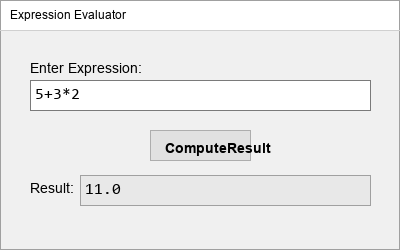 Expression Evaluator
Enter Expression:
5+3*2
ComputeResult
Result: 11.0